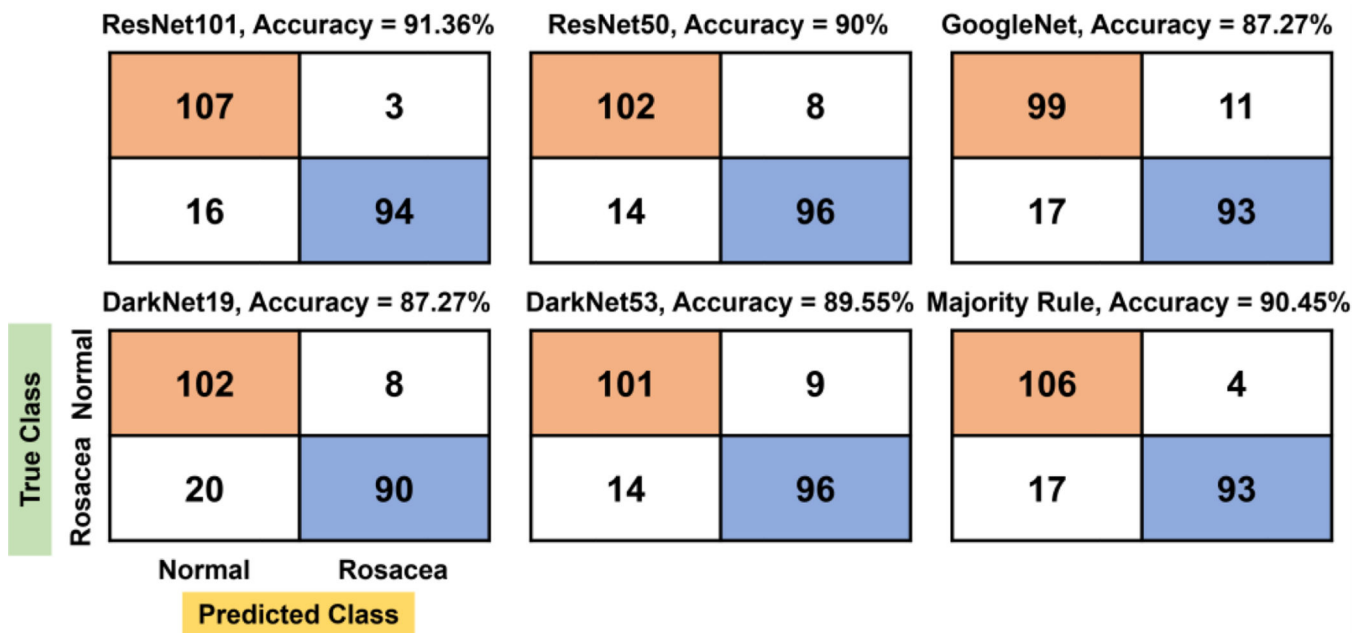 ResNet101, Accuracy = 91.36%
ResNet50, Accuracy = 90%
GoogleNet, Accuracy = 87.27%
107
3
102
8
99
11
16
94
14
96
17
93
DarkNet19, Accuracy = 87.27%
DarkNet53, Accuracy = 89.55%
Majority Rule, Accuracy = 90.45%
True Class
Normal
Rosacea
102
8
101
9
106
4
20
90
14
96
17
93
Normal
Rosacea
Predicted Class